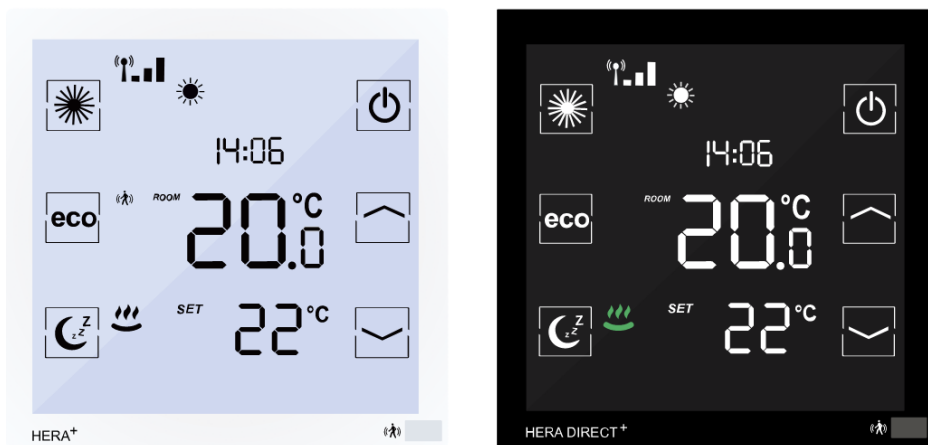 14:06
eco
ROOM
20.0
°C
z z Z
SET
22 °C
HERA+
14:06
eco
ROOM
20.0
°C
z z Z
SET
22 °C
HERA DIRECT +